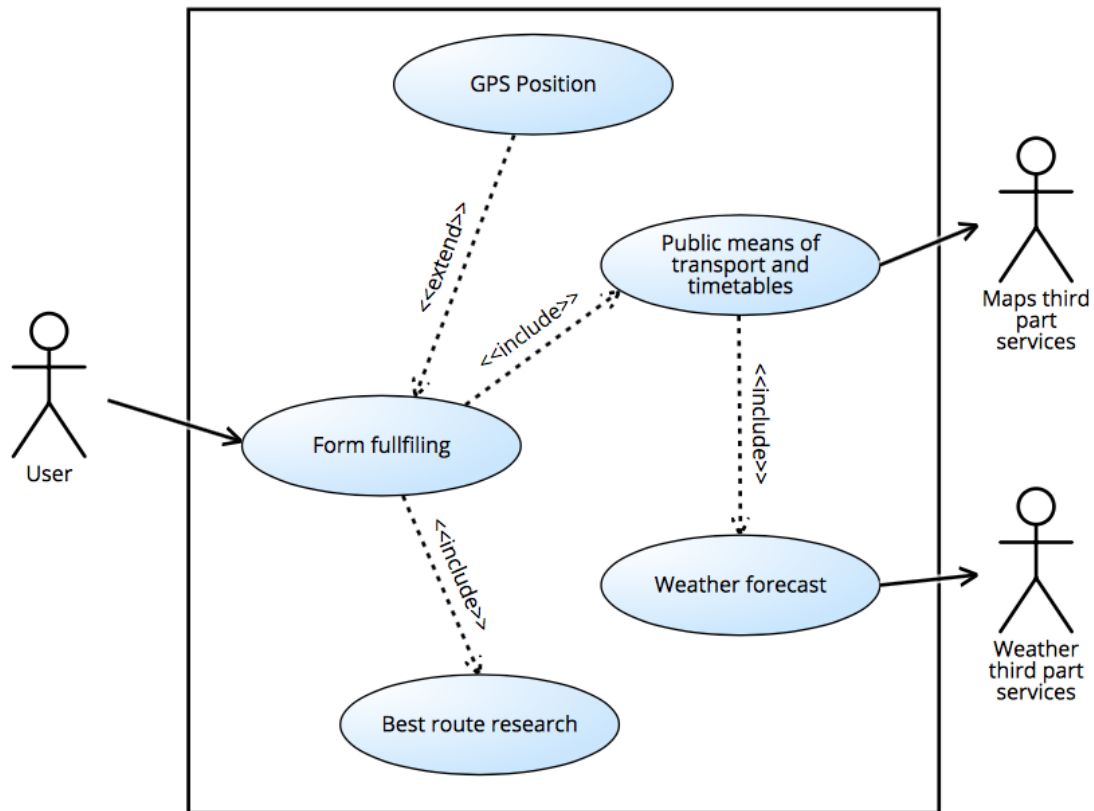 GPS Position
<<extend>>
Public means of
transport and
timetables
Maps third
part
services
<<include>>
<<include>>
User
Form fullfiling
<<include>>
Weather forecast
Weather
third part
services
Best route research